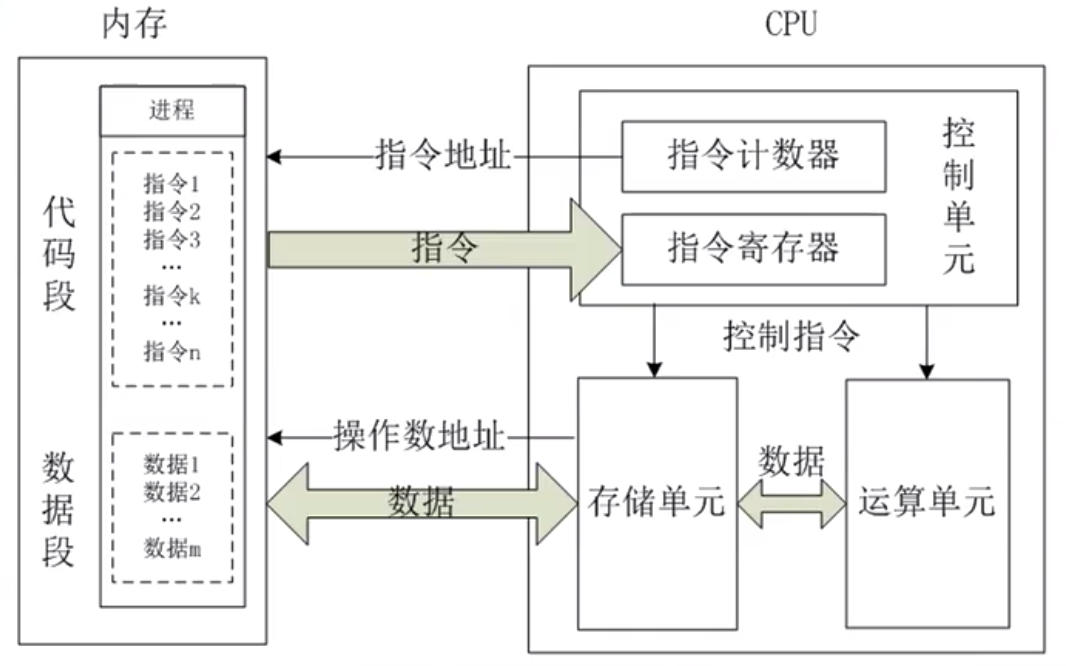 内存
CPU
进程
代码段
指令1
指令2
指令3
...
指令k
...
指令n
数据段
数据1
数据2
...
数据m
指令地址
指令
操作数地址
数据
指令计数器
指令寄存器
控制单元
控制指令
存储单元
数据
运算单元